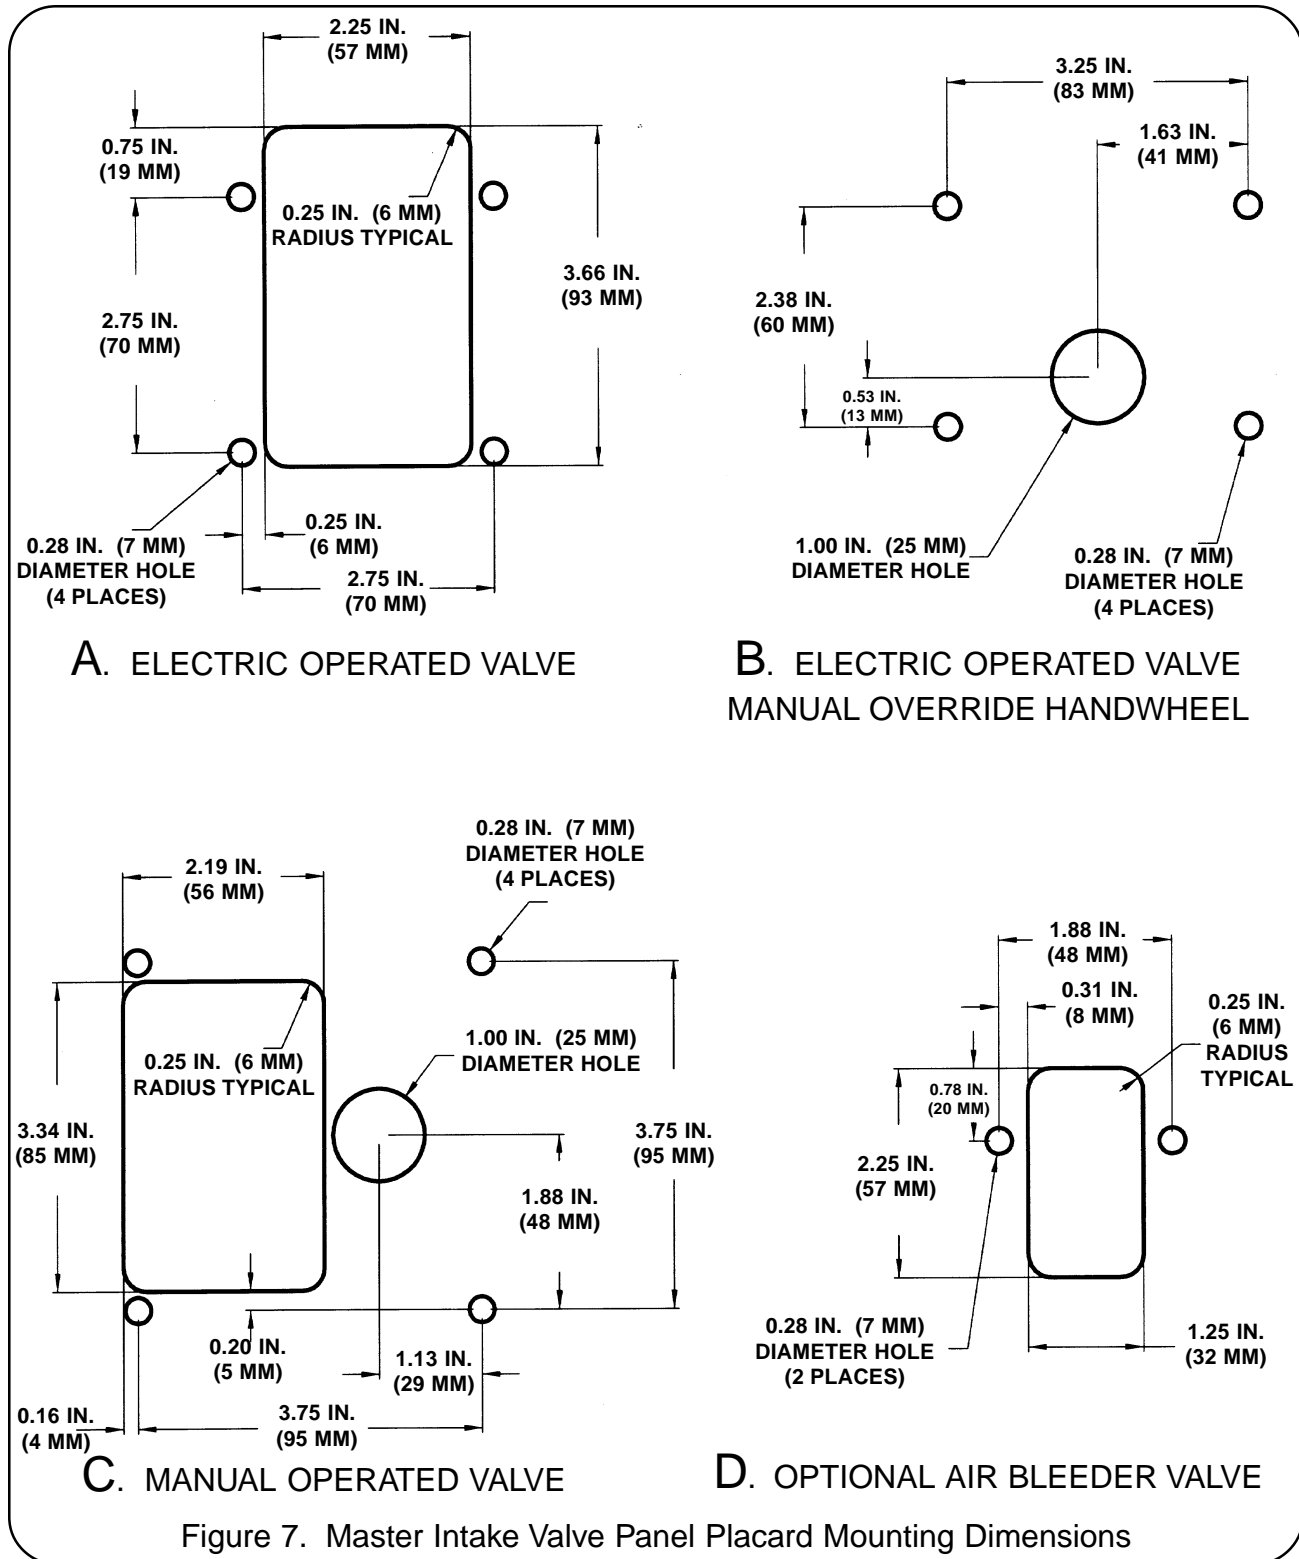 2.25 IN.
(57 MM)
0.75 IN.
(19 MM)
0.25 IN. (6 MM)
RADIUS TYPICAL
3.66 IN.
(93 MM)
2.75 IN.
(70 MM)
0.25 IN.
(6 MM)
0.28 IN. (7 MM)
DIAMETER HOLE
(4 PLACES)
2.75 IN.
(70 MM)
A. ELECTRIC OPERATED VALVE
3.25 IN.
(83 MM)
1.63 IN.
(41 MM)
2.38 IN.
(60 MM)
0.53 IN.
(13 MM)
1.00 IN. (25 MM)
DIAMETER HOLE
0.28 IN. (7 MM)
DIAMETER HOLE
(4 PLACES)
B. ELECTRIC OPERATED VALVE
MANUAL OVERRIDE HANDWHEEL
0.28 IN. (7 MM)
DIAMETER HOLE
(4 PLACES)
2.19 IN.
(56 MM)
0.25 IN. (6 MM)
RADIUS TYPICAL
1.00 IN. (25 MM)
DIAMETER HOLE
3.34 IN.
(85 MM)
3.75 IN.
(95 MM)
1.88 IN.
(48 MM)
0.20 IN.
(5 MM)
1.13 IN.
(29 MM)
0.16 IN.
(4 MM)
3.75 IN.
(95 MM)
C. MANUAL OPERATED VALVE
1.88 IN.
(48 MM)
0.31 IN.
(8 MM)
0.25 IN.
(6 MM)
RADIUS
TYPICAL
0.78 IN.
(20 MM)
2.25 IN.
(57 MM)
0.28 IN. (7 MM)
DIAMETER HOLE
(2 PLACES)
1.25 IN.
(32 MM)
D. OPTIONAL AIR BLEEDER VALVE
Figure 7. Master Intake Valve Panel Placard Mounting Dimensions